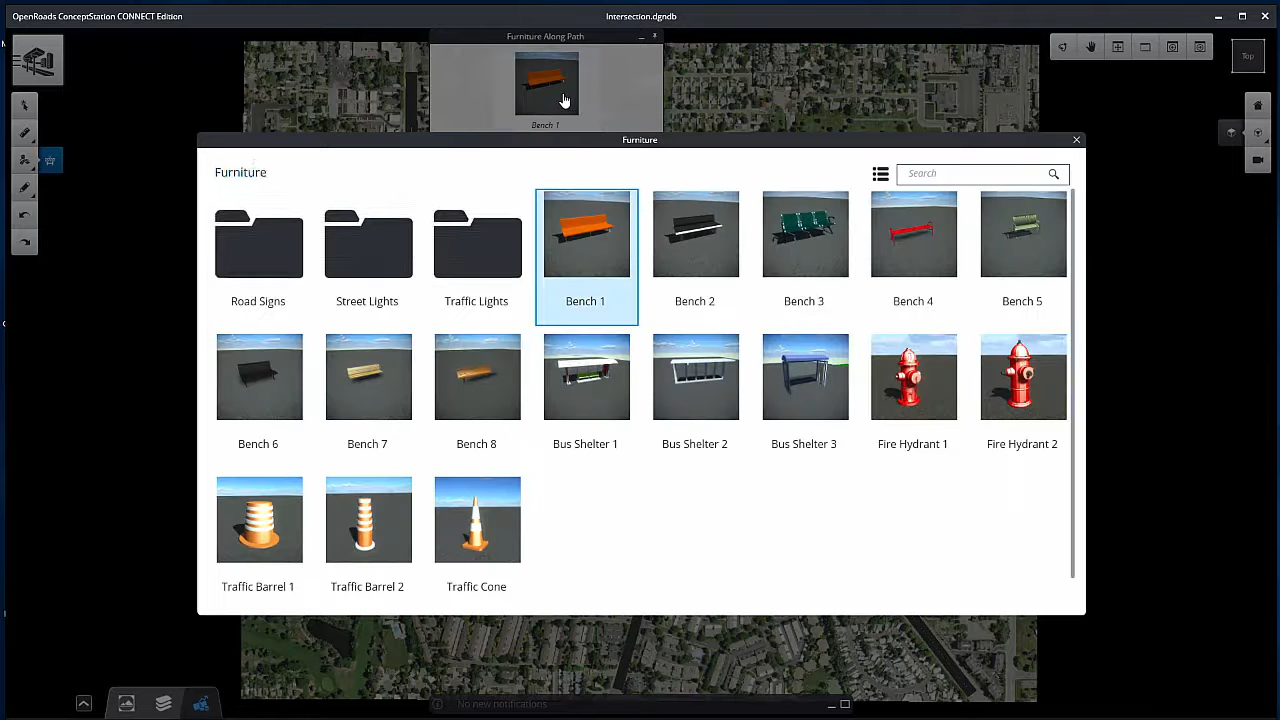 OpenRoads ConceptStation CONNECT Edition
Intersection.dgndb
Furniture Along Path
Top
Bench 1
Furniture
Furniture
Search
Road Signs
Street Lights
Traffic Lights
Bench 1
Bench 2
Bench 3
Bench 4
Bench 5
Bench 6
Bench 7
Bench 8
Bus Shelter 1
Bus Shelter 2
Bus Shelter 3
Fire Hydrant 1
Fire Hydrant 2
Traffic Barrel 1
Traffic Barrel 2
Traffic Cone
No new notifications